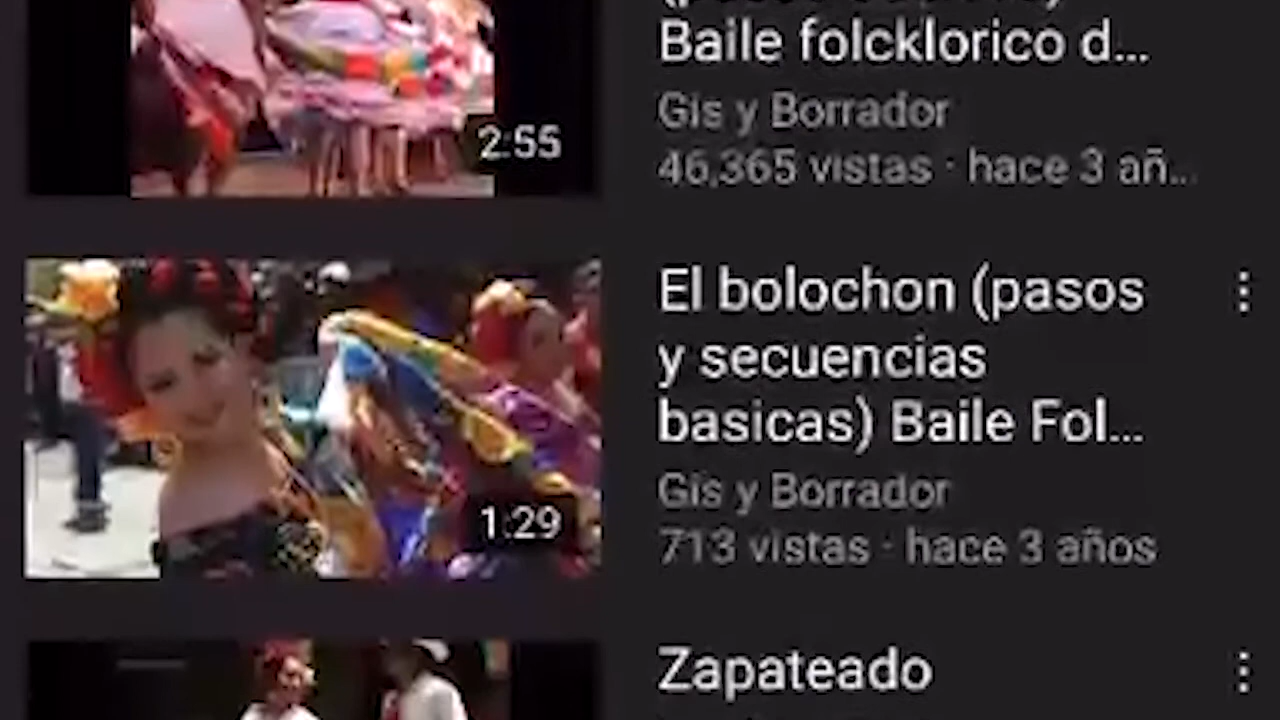 Baile folcklorico d...
Gis y Borrador
46,365 vistas · hace 3 añ...
2:55
El bolochon (pasos
y secuencias
basicas) Baile Fol...
Gis y Borrador
713 vistas · hace 3 años
1:29
Zapateado